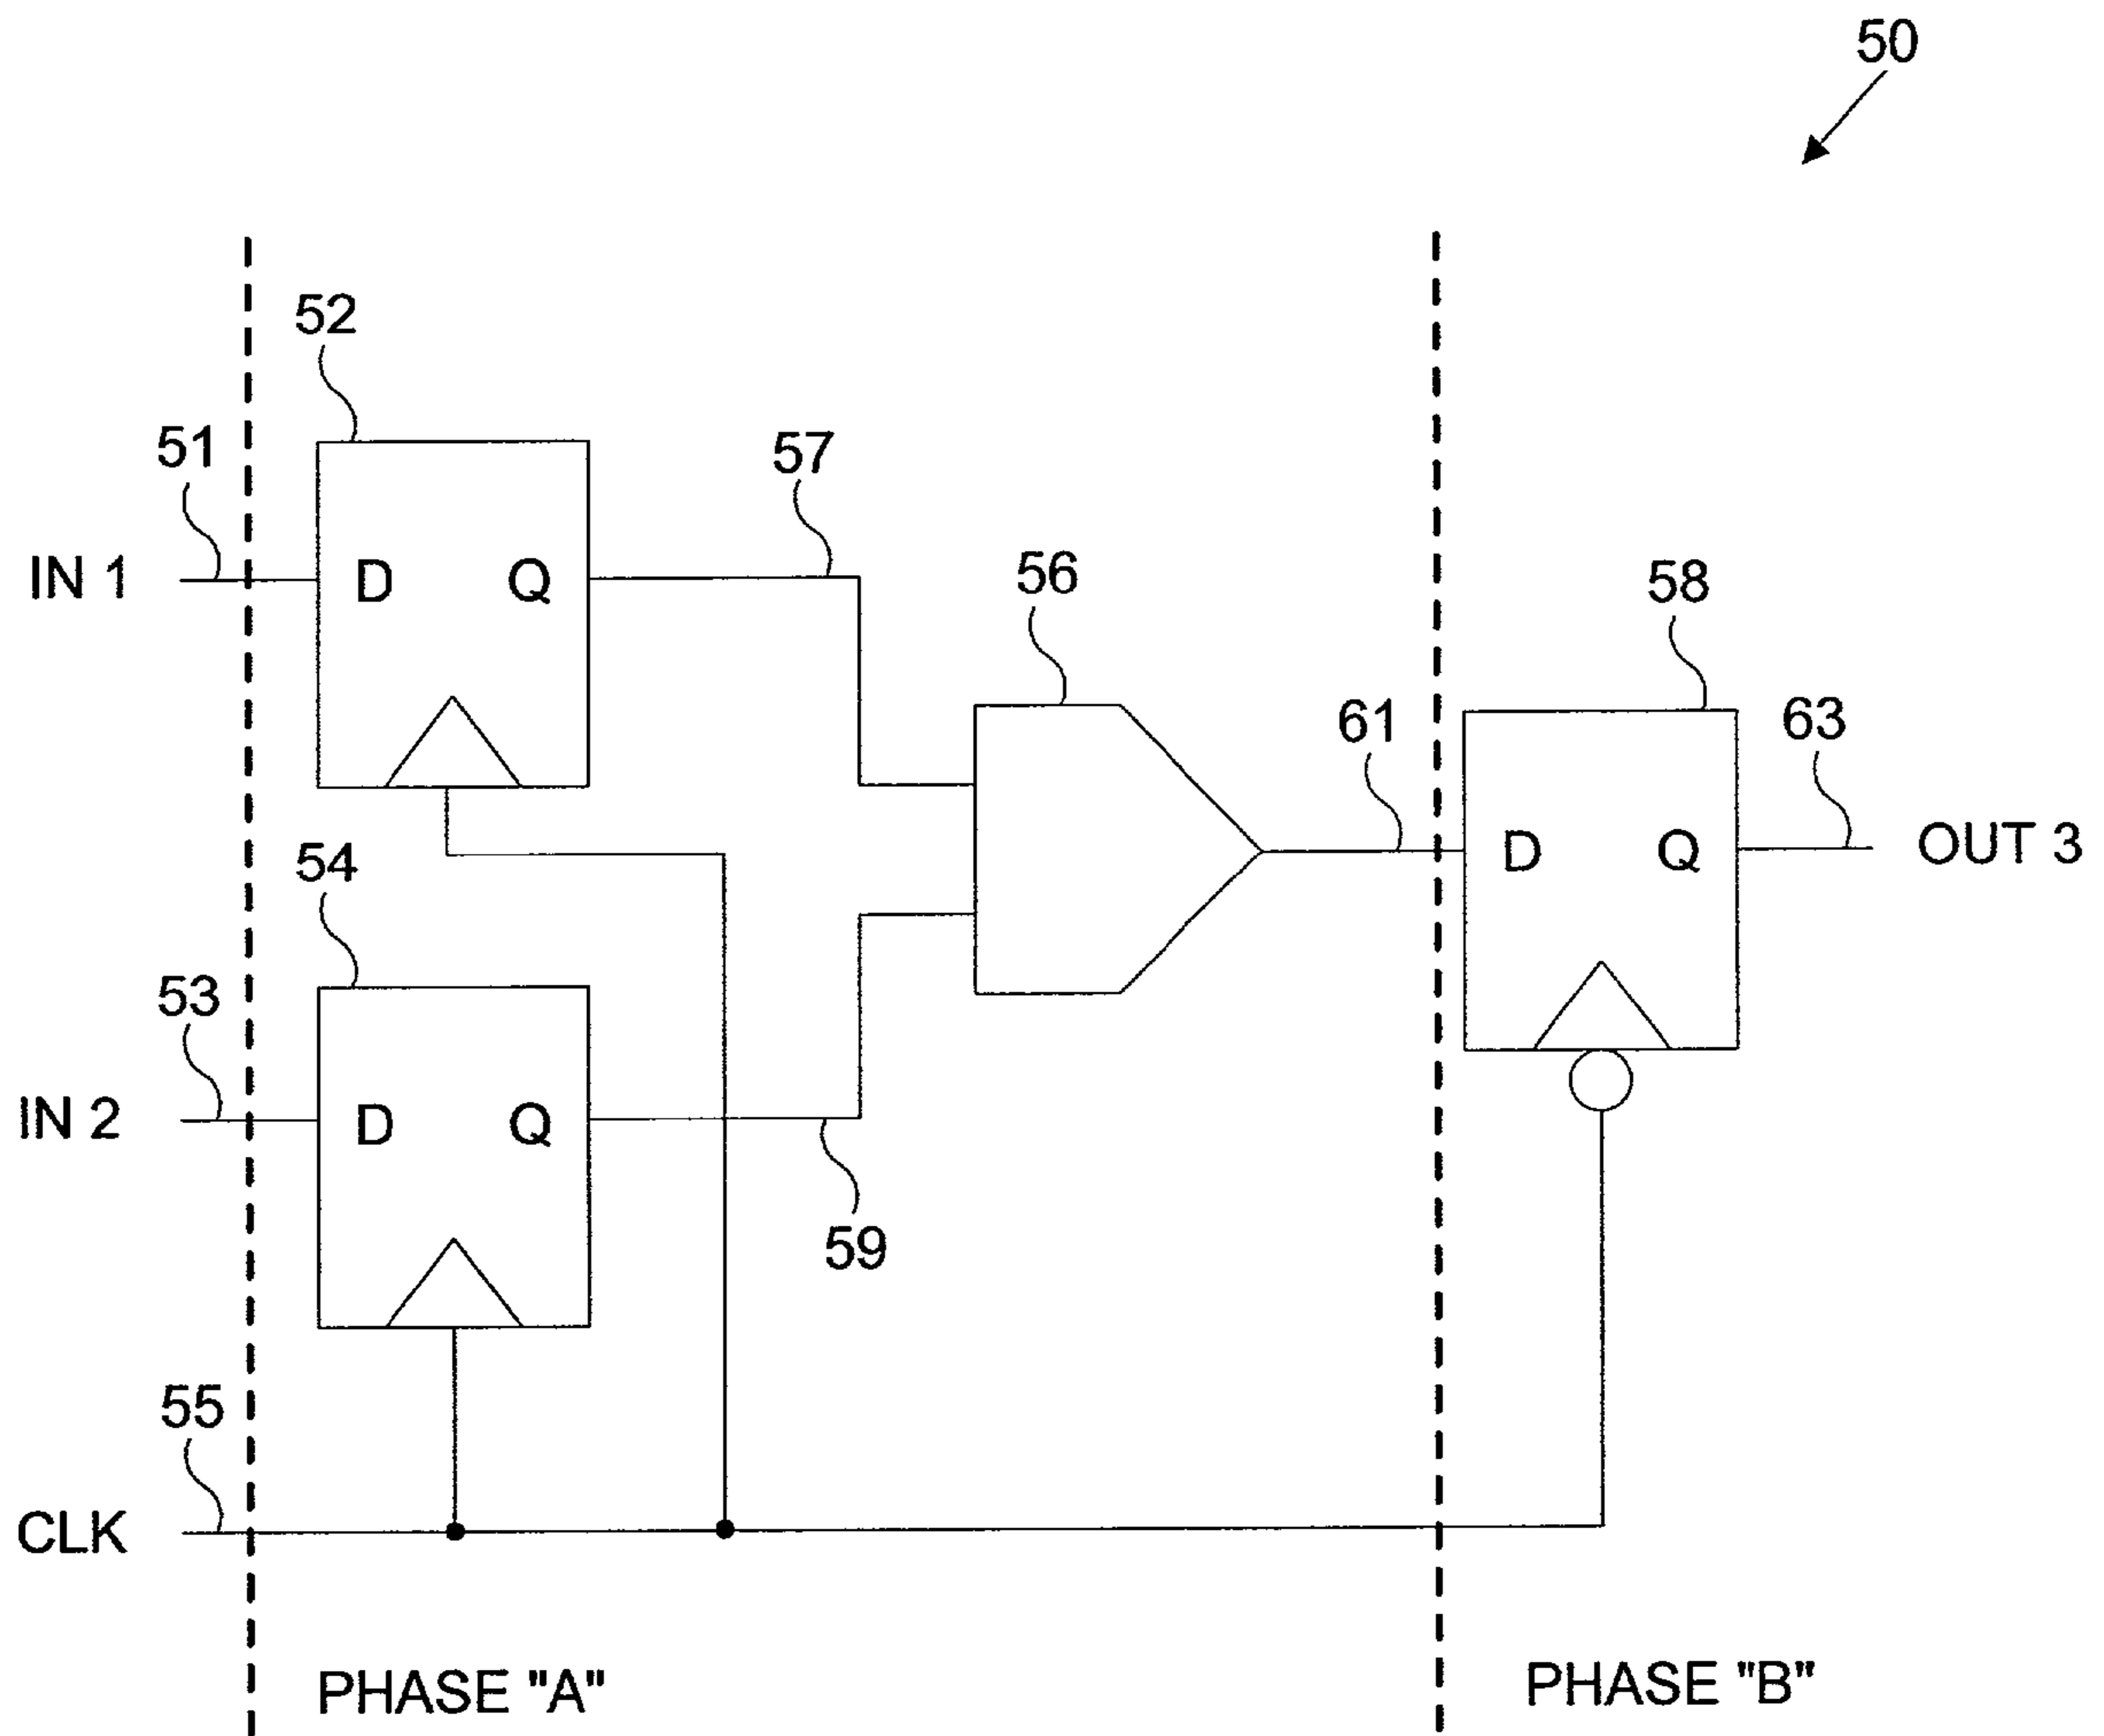 50
52
51
57
IN 1
D Q
56
58
61
63
D Q
OUT 3
54
53
IN 2
D Q
59
55
CLK
PHASE "A"
PHASE "B"